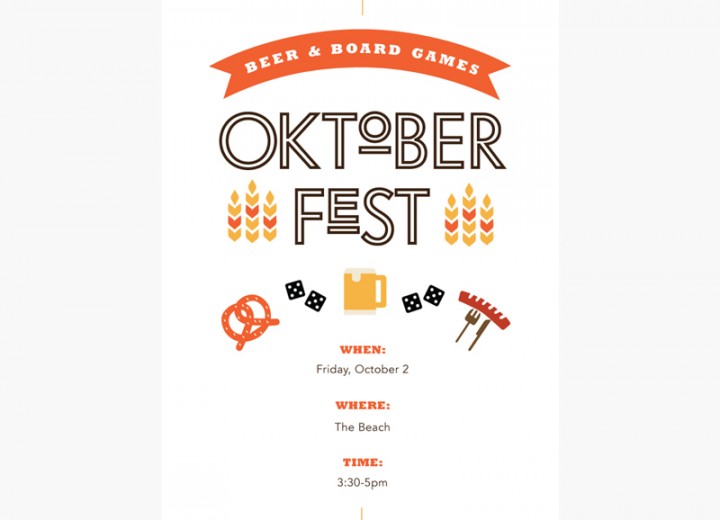 BEER & BOARD GAMES
OKTOBER
FEST
WHEN:
Friday, October 2
WHERE:
The Beach
TIME:
3:30-5pm